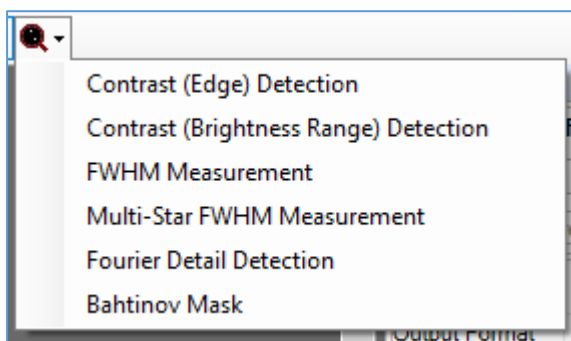 Contrast (Edge) Detection
Contrast (Brightness Range) Detection
FWHM Measurement
Multi-Star FWHM Measurement
Fourier Detail Detection
Bahtinov Mask
Output Format